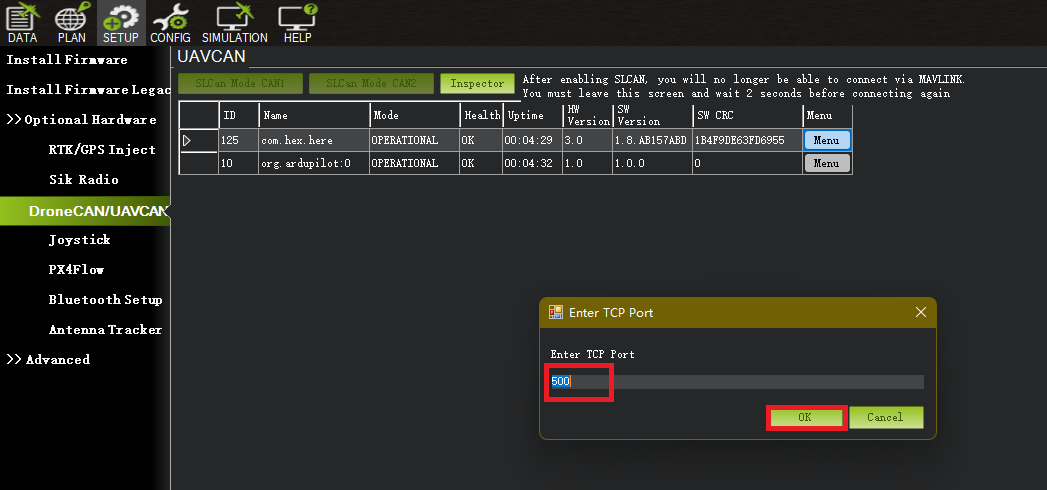 DATA PLAN SETUP CONFIG SIMULATION HELP
Install Firmware
Install Firmware Legac
>>Optional Hardware
RTK/GPS Inject
Sik Radio
DroneCAN/UAVCAN
Joystick
PX4Flow
Bluetooth Setup
Antenna Tracker
>>Advanced
UAVCAN
SLCan Mode CAN1 SLCan Mode CAN2 Inspector
After enabling SLCAN, you will no longer be able to connect via MAVLINK.
You must leave this screen and wait 2 seconds before connecting again
ID Name Mode Health Uptime HW Version SW Version SW CRC Menu
125 com.hex.here OPERATIONAL OK 00:04:29 3.0 1.8.AB157ABD 1B4F9DE63FD6955 Menu
10 org.ardupilot:0 OPERATIONAL OK 00:04:32 1.0 1.0.0 0 Menu
Enter TCP Port
Enter TCP Port
500
OK Cancel